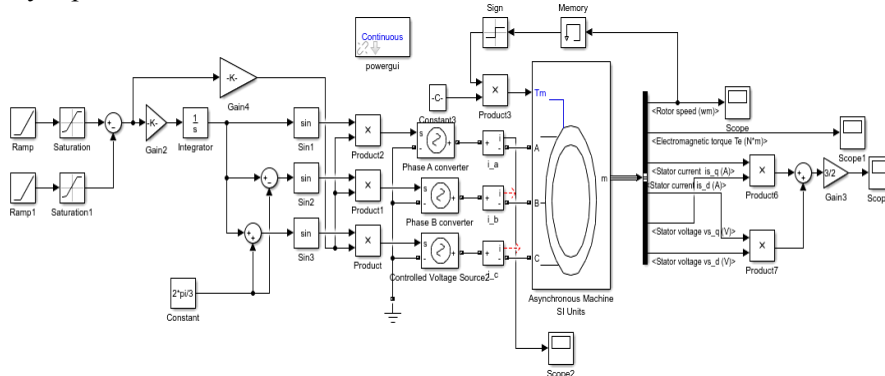 Continuous
powergui
Sign
Memory
-K-
Gain4
-C-
Constant3
×
Product3
Tm
<Rotor speed (wm)>
Scope
Ramp
Saturation
-K-
Gain2
1
s
Integrator
sin
Sin1
×
Product2
s
+
-
Phase A converter
i
+
-
i_a
A
<Electromagnetic torque Te (N*m)>
Scope1
<Stator current is_q (A)>
×
Product6
3/2
Gain3
Ramp1
Saturation1
sin
Sin2
×
Product1
s
+
-
Phase B converter
i
+
-
i_b
B
m
<Stator current is_d (A)>
<Stator voltage vs_q (V)>
sin
Sin3
×
Product
s
+
-
Controlled Voltage Source2
i
+
-
i_c
C
<Stator voltage vs_d (V)>
×
Product7
2*pi/3
Constant
Asynchronous Machine
SI Units
Scope2